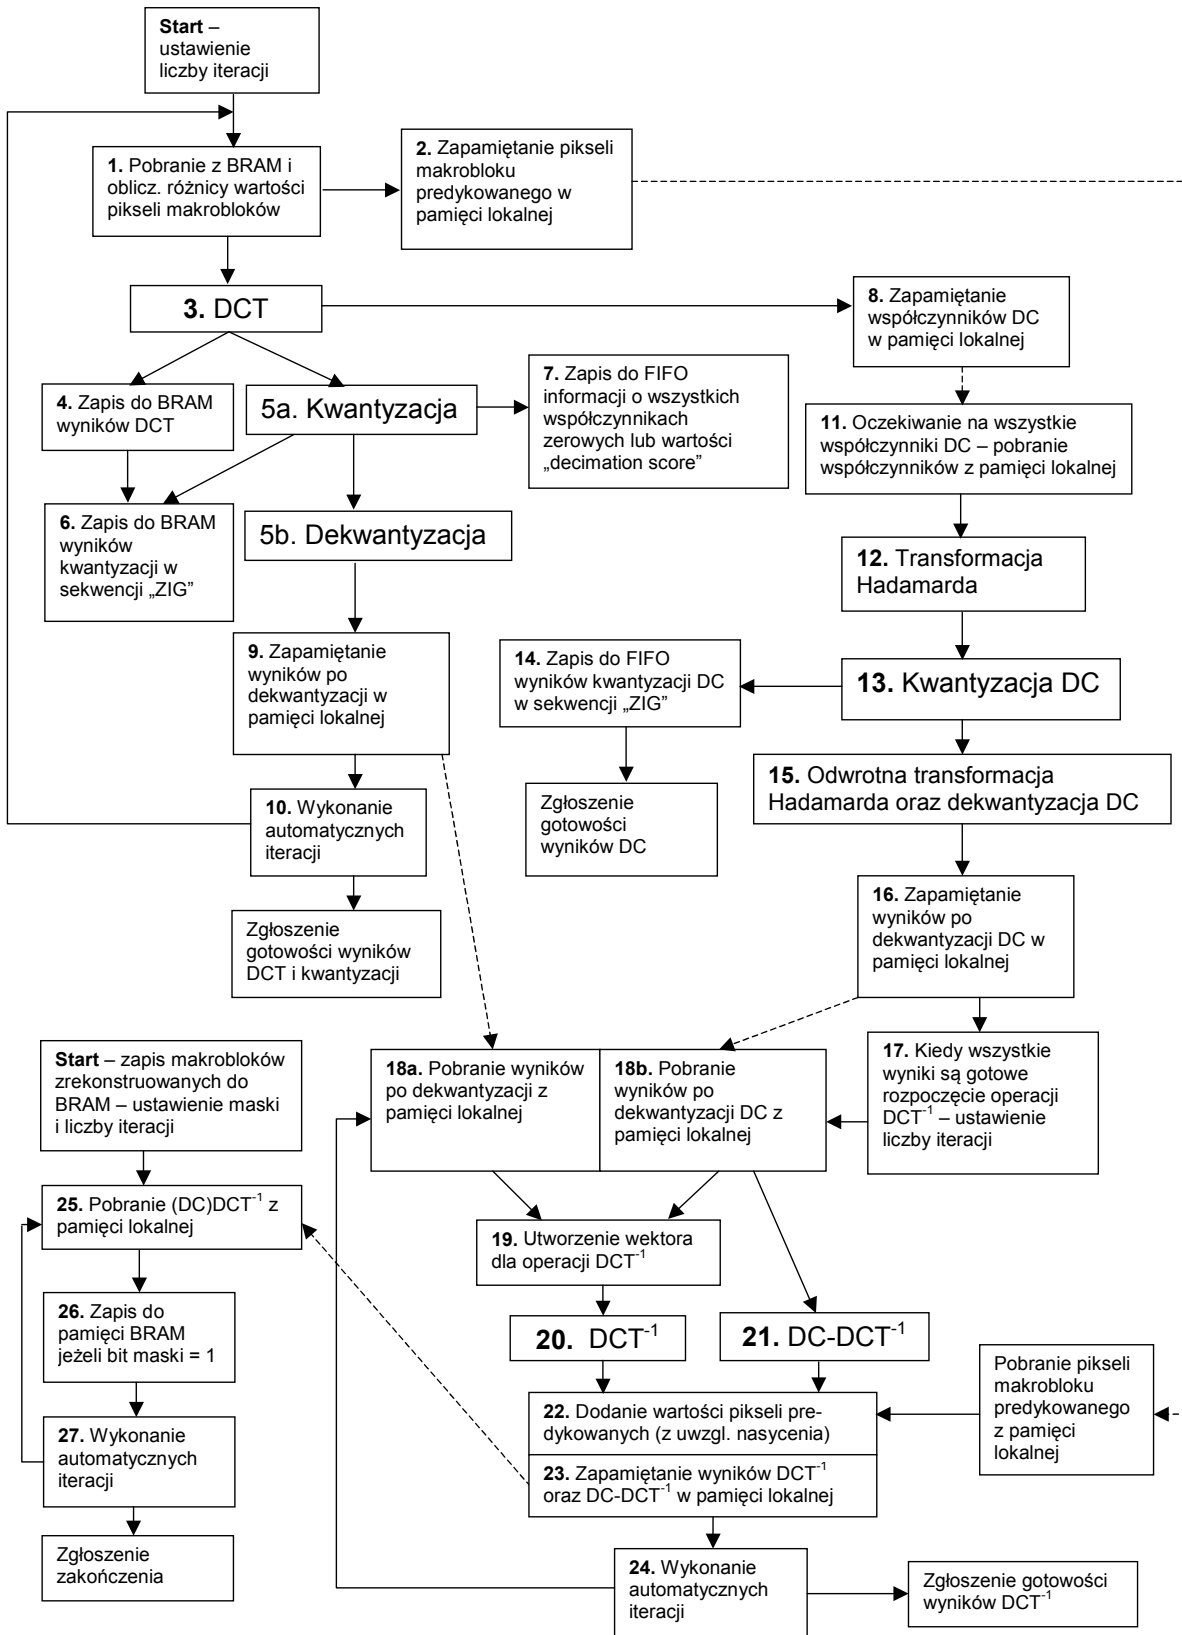 Start –
ustawienie
liczby iteracji
1. Pobranie z BRAM i
oblicz. różnicy wartości
pikseli makrobloków
2. Zapamiętanie pikseli
makrobloku
predykowanego w
pamięci lokalnej
3. DCT
8. Zapamiętanie
współczynników DC
w pamięci lokalnej
4. Zapis do BRAM
wyników DCT
5a. Kwantyzacja
7. Zapis do FIFO
informacji o wszystkich
współczynnikach
zerowych lub wartości
„decimation score”
11. Oczekiwanie na wszystkie
współczynniki DC – pobranie
współczynników z pamięci lokalnej
6. Zapis do BRAM
wyników
kwantyzacji w
sekwencji „ZIG”
5b. Dekwantyzacja
12. Transformacja
Hadamarda
9. Zapamiętanie
wyników po
dekwantyzacji w
pamięci lokalnej
14. Zapis do FIFO
wyników kwantyzacji DC
w sekwencji „ZIG”
13. Kwantyzacja DC
15. Odwrotna transformacja
Hadamarda oraz dekwantyzacja DC
10. Wykonanie
automatycznych
iteracji
Zgłoszenie
gotowości
wyników DC
16. Zapamiętanie
wyników po
dekwantyzacji DC w
pamięci lokalnej
Zgłoszenie
gotowości wyników
DCT i kwantyzacji
Start – zapis makrobloków
zrekonstruowanych do
BRAM – ustawienie maski
i liczby iteracji
18a. Pobranie wyników
po dekwantyzacji z
pamięci lokalnej
18b. Pobranie
wyników po
dekwantyzacji DC z
pamięci lokalnej
17. Kiedy wszystkie
wyniki są gotowe
rozpoczęcie operacji
DCT⁻¹ – ustawienie
liczby iteracji
25. Pobranie (DC)DCT⁻¹ z
pamięci lokalnej
19. Utworzenie wektora
dla operacji DCT⁻¹
26. Zapis do
pamięci BRAM
jeżeli bit maski = 1
20. DCT⁻¹
21. DC-DCT⁻¹
Pobranie pikseli
makrobloku
predykowanego
z pamięci
lokalnej
22. Dodanie wartości pikseli pre-
dykowanych (z uwzgl. nasycenia)
27. Wykonanie
automatycznych
iteracji
23. Zapamiętanie wyników DCT⁻¹
oraz DC-DCT⁻¹ w pamięci lokalnej
Zgłoszenie
zakończenia
24. Wykonanie
automatycznych
iteracji
Zgłoszenie gotowości
wyników DCT⁻¹